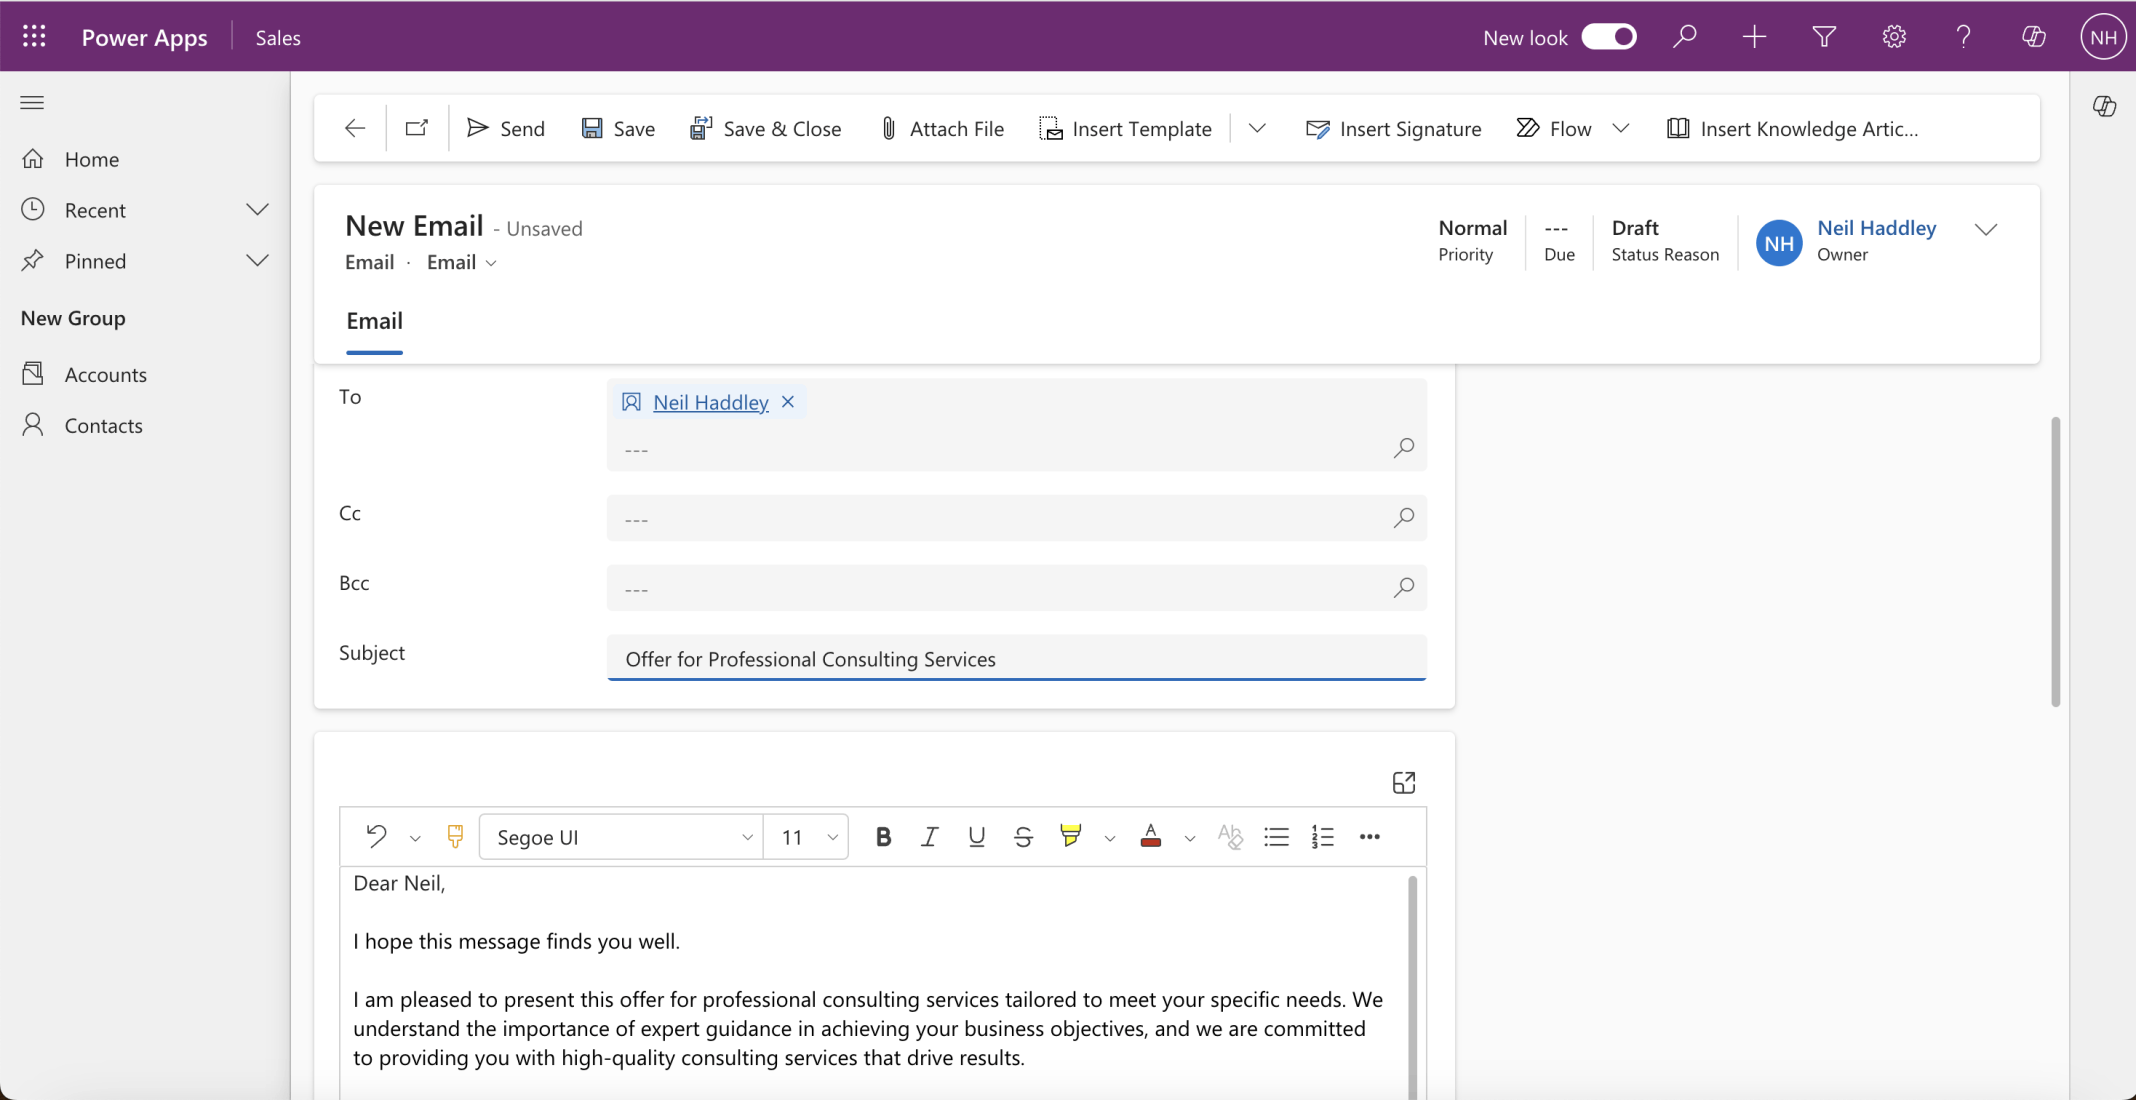 Power Apps
Sales
New look
NH
Home
Recent
Pinned
New Group
Accounts
Contacts
Send
Save
Save & Close
Attach File
Insert Template
Insert Signature
Flow
Insert Knowledge Artic...
New Email - Unsaved
Email · Email
Normal
Priority
---
Due
Draft
Status Reason
NH
Neil Haddley
Owner
Email
To
Neil Haddley
---
Cc
---
Bcc
---
Subject
Offer for Professional Consulting Services
Segoe UI
11
Dear Neil,
I hope this message finds you well.
I am pleased to present this offer for professional consulting services tailored to meet your specific needs. We
understand the importance of expert guidance in achieving your business objectives, and we are committed
to providing you with high-quality consulting services that drive results.